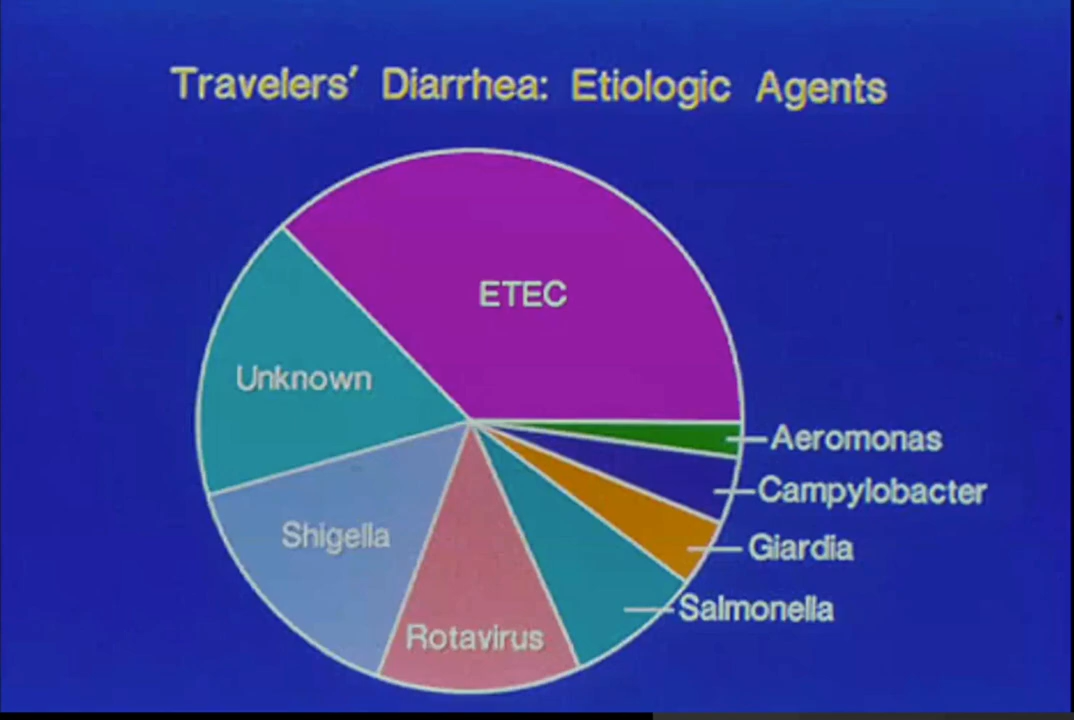 Travelers' Diarrhea: Etiologic Agents
ETEC
Unknown
Aeromonas
Campylobacter
Shigella
Giardia
Salmonella
Rotavirus